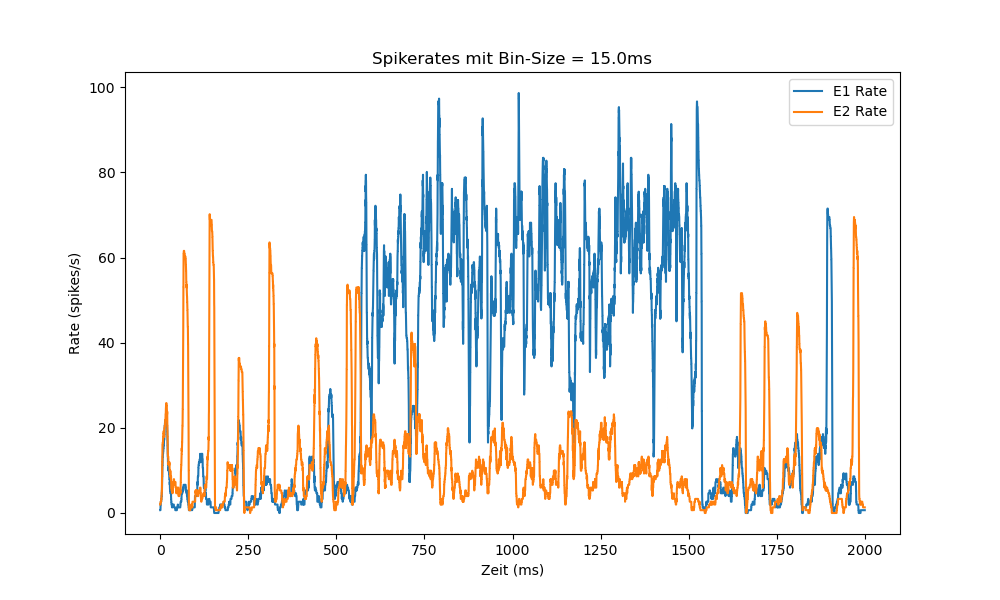 Spikerates mit Bin-Size = 15.0ms
E1 Rate
E2 Rate
100
80
60
40
20
0
Rate (spikes/s)
0 250 500 750 1000 1250 1500 1750 2000
Zeit (ms)